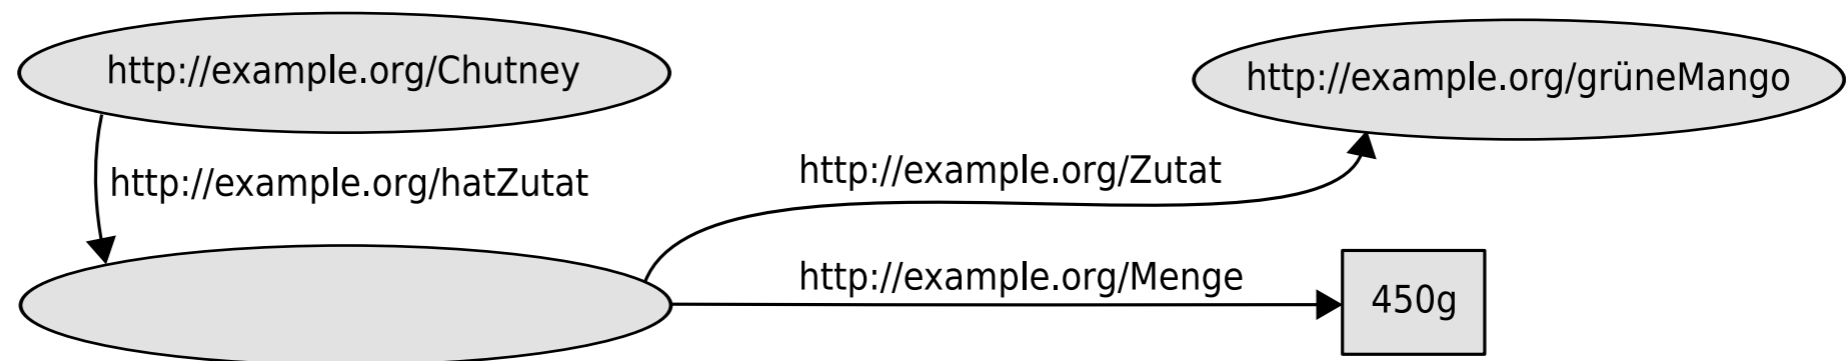 http://example.org/Chutney
http://example.org/grüneMango
http://example.org/hatZutat
http://example.org/Zutat
http://example.org/Menge
450g